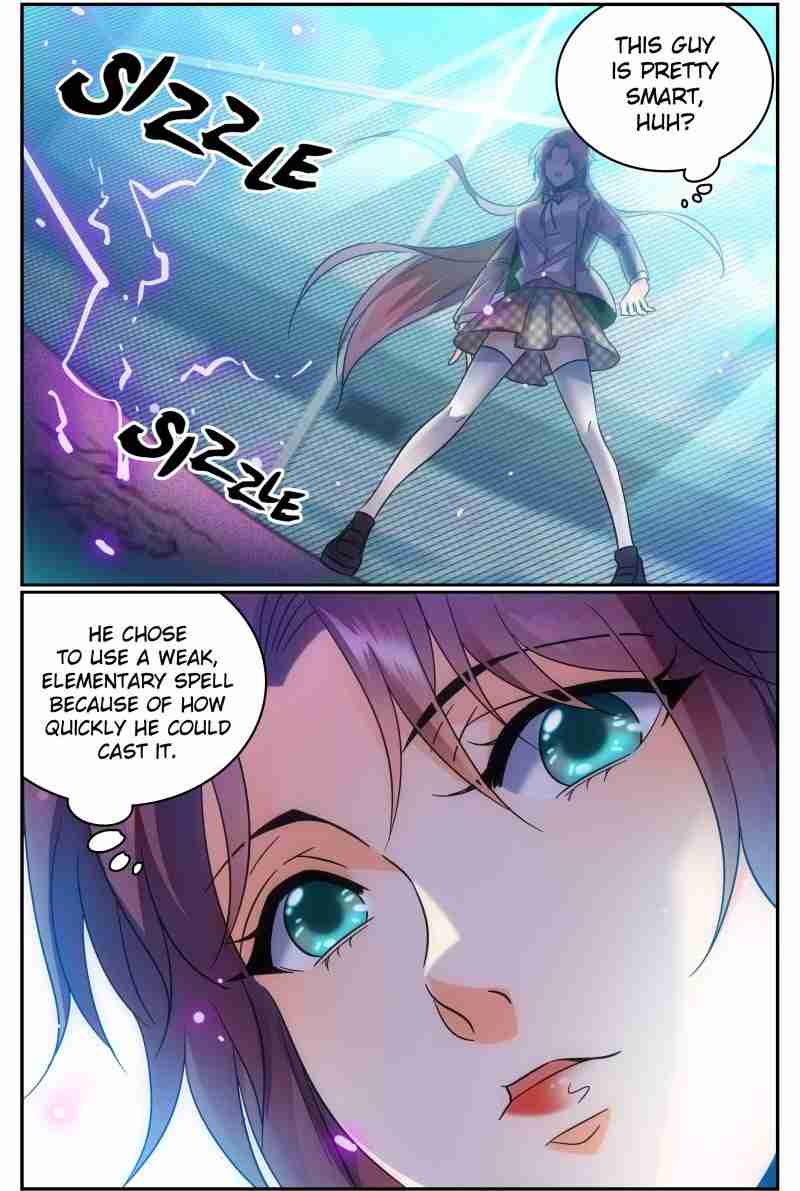 THIS GUY
IS PRETTY
SMART,
HUH?
SIZZLE
SIZZLE
HE CHOSE
TO USE A WEAK,
ELEMENTARY SPELL
BECAUSE OF HOW
QUICKLY HE COULD
CAST IT.